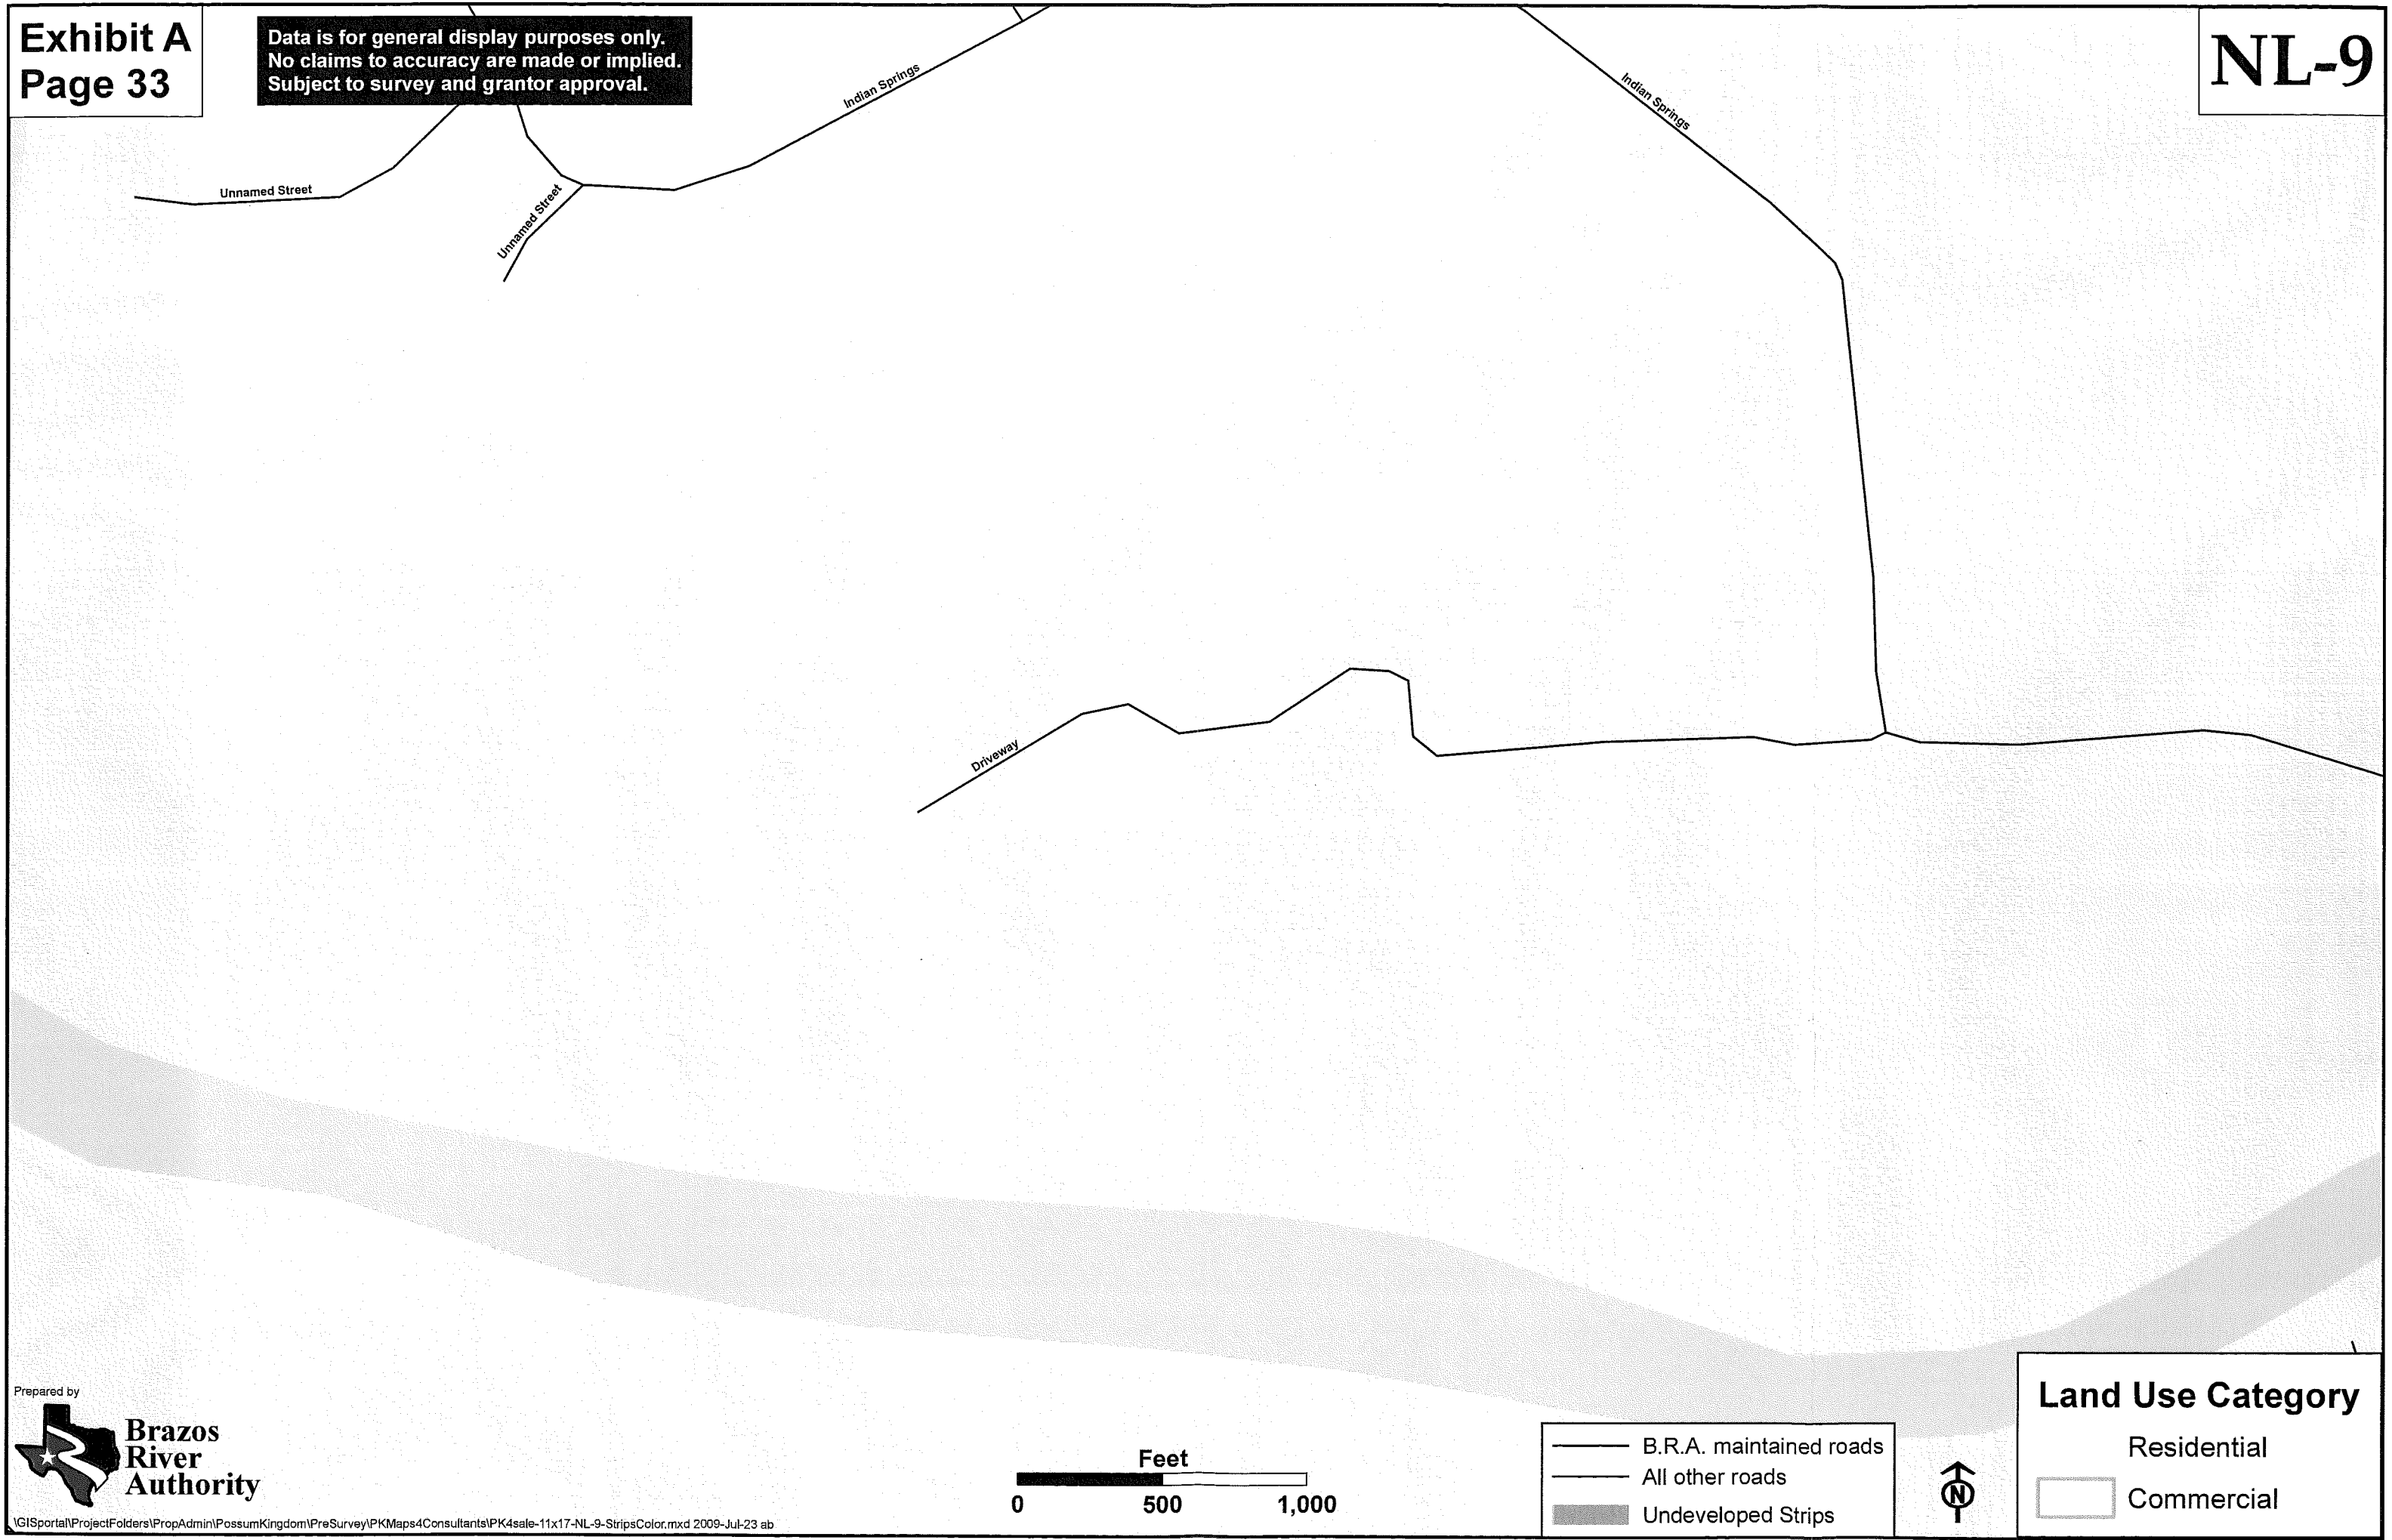 Exhibit A
Page 33
Data is for general display purposes only.
No claims to accuracy are made or implied.
Subject to survey and grantor approval.
NL-9
Indian Springs
Indian Springs
Unnamed Street
Unnamed Street
Driveway
Prepared by
Brazos
River
Authority
Feet
0 500 1,000
B.R.A. maintained roads
All other roads
Undeveloped Strips
N
Land Use Category
Residential
Commercial
\GISportal\ProjectFolders\PropAdmin\PossumKingdom\PreSurvey\PKMaps4Consultants\PK4sale-11x17-NL-9-StripsColor.mxd 2009-Jul-23 ab